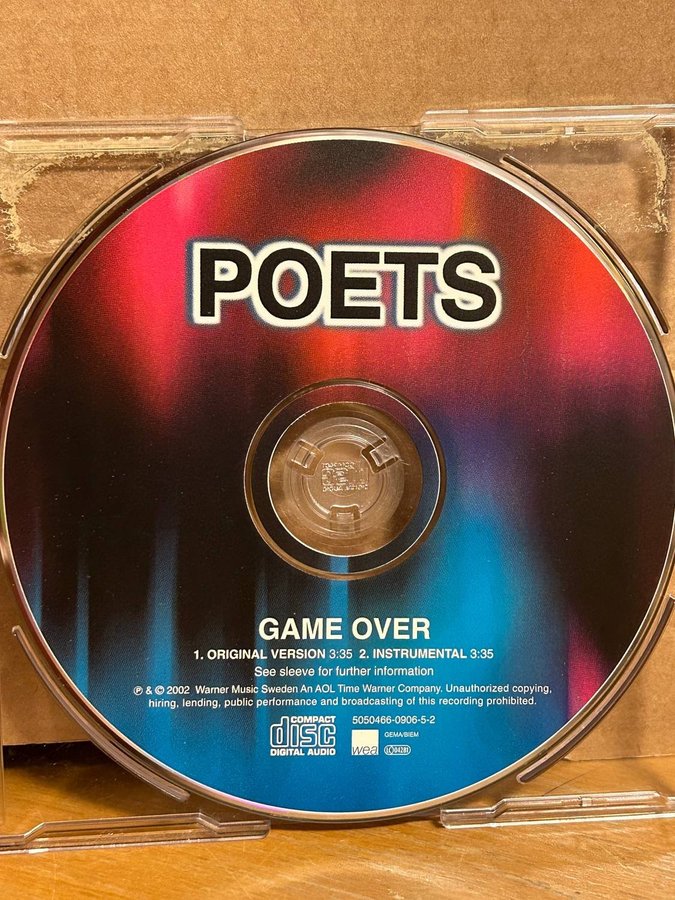 POETS
GAME OVER
1. ORIGINAL VERSION 3:35 2. INSTRUMENTAL 3:35
See sleeve for further information
℗ & © 2002 Warner Music Sweden An AOL Time Warner Company. Unauthorized copying,
hiring, lending, public performance and broadcasting of this recording prohibited.
COMPACT
disc
DIGITAL AUDIO
5050466-0906-5-2
wea
GEMA/BIEM
LC 04281